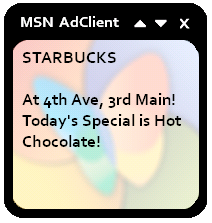 MSN AdClient
STARBUCKS
At 4th Ave, 3rd Main!
Today's Special is Hot
Chocolate!